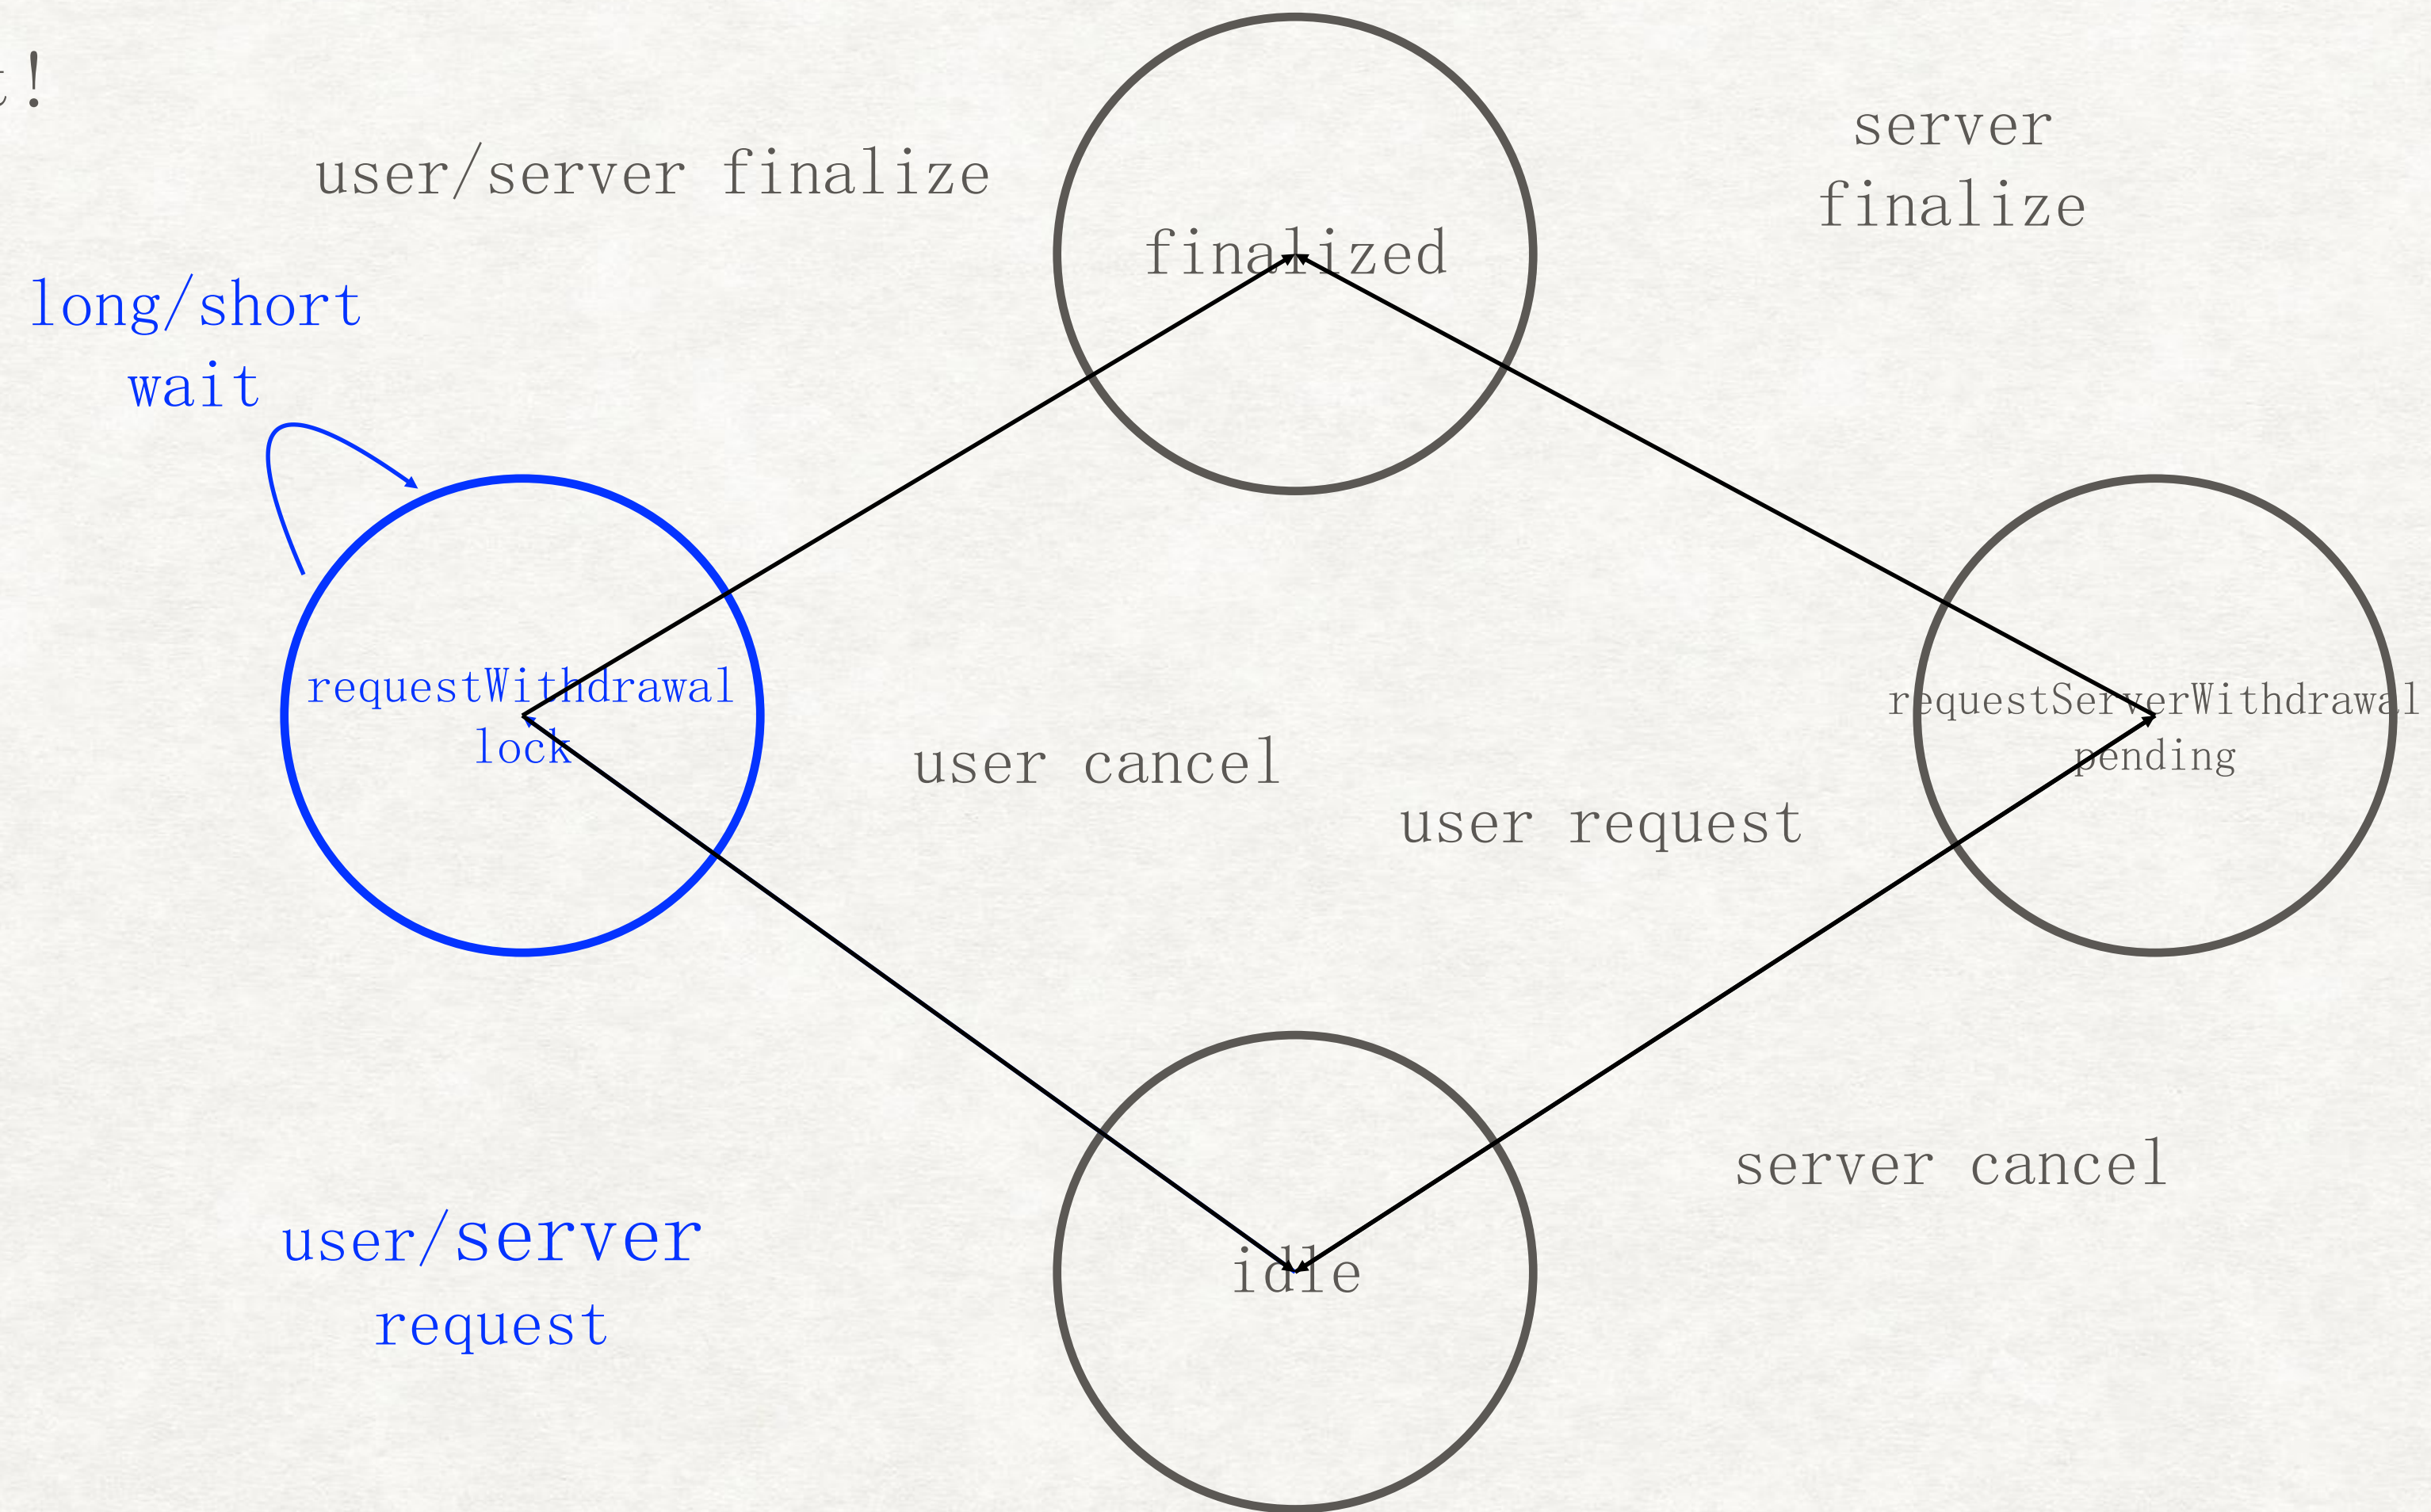 user/server finalize
server
finalize
finalized
long/short
wait
requestWithdrawal
lock
requestServerWithdrawal
pending
user cancel
user request
server cancel
user/server
request
idle